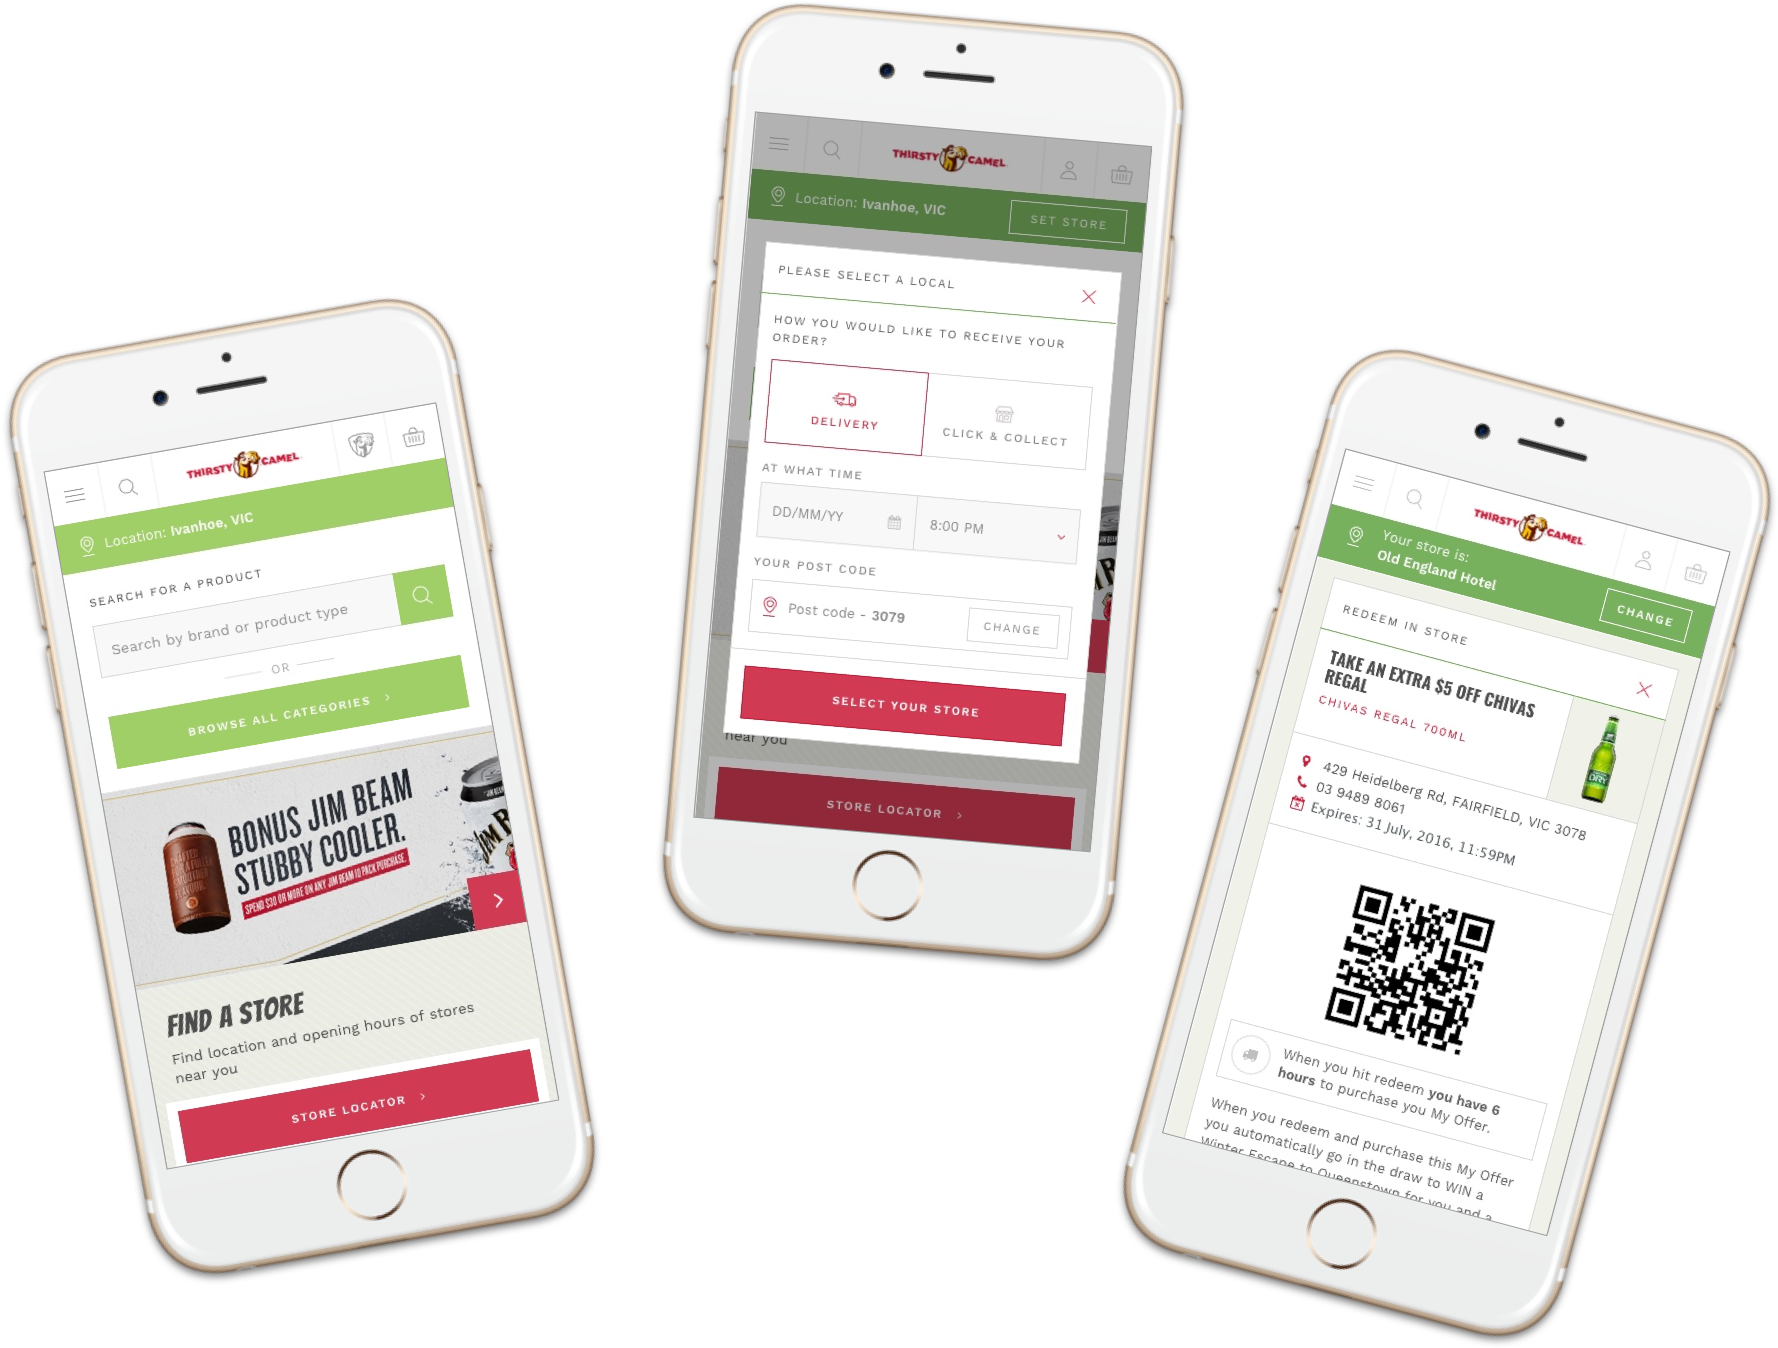 THIRSTY CAMEL
Location: Ivanhoe, VIC
SEARCH FOR A PRODUCT
Search by brand or product type
OR
BROWSE ALL CATEGORIES
BONUS JIM BEAM
STUBBY COOLER.
SPEND $30 OR MORE ON ANY JIM BEAM 10 PACK PURCHASE.
FIND A STORE
Find location and opening hours of stores
near you
STORE LOCATOR
THIRSTY CAMEL
Location: Ivanhoe, VIC
SET STORE
PLEASE SELECT A LOCAL
HOW YOU WOULD LIKE TO RECEIVE YOUR
ORDER?
DELIVERY
CLICK & COLLECT
AT WHAT TIME
DD/MM/YY
8:00 PM
YOUR POST CODE
Post code - 3079
CHANGE
SELECT YOUR STORE
near you
STORE LOCATOR
THIRSTY CAMEL
Your store is:
Old England Hotel
CHANGE
REDEEM IN STORE
TAKE AN EXTRA $5 OFF CHIVAS
REGAL
CHIVAS REGAL 700ML
DRY
429 Heidelberg Rd, FAIRFIELD, VIC 3078
03 9489 8061
Expires: 31 July, 2016, 11:59PM
When you hit redeem you have 6
hours to purchase you My Offer.
When you redeem and purchase this My Offer
you automatically go in the draw to WIN a
Winter Escape to Queenstown for you and a